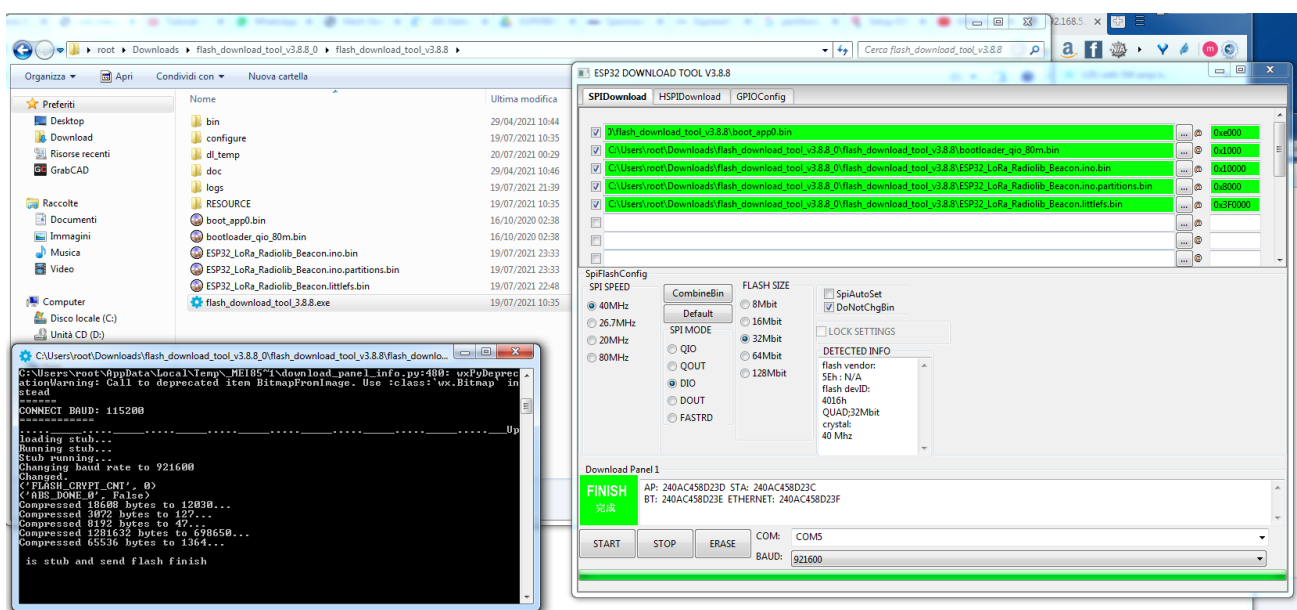 2.168.5
root ▸ Downloads ▸ flash_download_tool_v3.8.8_0 ▸ flash_download_tool_v3.8.8 ▸
Cerca flash_download_tool_v3.8.8
Organizza
Apri
Condividi con
Nuova cartella
Preferiti
Desktop
Download
Risorse recenti
GrabCAD
Raccolte
Documenti
Immagini
Musica
Video
Computer
Disco locale (C:)
Unità CD (D:)
Nome Ultima modifica
bin 29/04/2021 10:44
configure 19/07/2021 10:35
dl_temp 20/07/2021 00:29
doc 29/04/2021 10:46
logs 19/07/2021 21:39
RESOURCE 19/07/2021 10:35
boot_app0.bin 16/10/2020 02:38
bootloader_qio_80m.bin 16/10/2020 02:38
ESP32_LoRa_Radiolib_Beacon.ino.bin 19/07/2021 23:33
ESP32_LoRa_Radiolib_Beacon.ino.partitions.bin 19/07/2021 23:33
ESP32_LoRa_Radiolib_Beacon.littlefs.bin 19/07/2021 22:48
flash_download_tool_3.8.8.exe 19/07/2021 10:35
C:\Users\root\Downloads\flash_download_tool_v3.8.8_0\flash_download_tool_v3.8.8\flash_downlo...
C:\Users\root\AppData\Local\Temp\_MEI85~1\download_panel_info.py:480: wxPyDeprec
ationWarning: Call to deprecated item BitmapFromImage. Use :class:`wx.Bitmap` in
stead
======
CONNECT BAUD: 115200
============
.....____.....____.....____.....____.....____.....____.....____Up
loading stub...
Running stub...
Stub running...
Changing baud rate to 921600
Changed.
('FLASH_CRYPT_CNT', 0)
('ABS_DONE_0', False)
Compressed 18608 bytes to 12030...
Compressed 3072 bytes to 127...
Compressed 8192 bytes to 47...
Compressed 1281632 bytes to 698650...
Compressed 65536 bytes to 1364...
is stub and send flash finish
ESP32 DOWNLOAD TOOL V3.8.8
SPIDownload HSPIDownload GPIOConfig
0\flash_download_tool_v3.8.8\boot_app0.bin ... @ 0xe000
C:\Users\root\Downloads\flash_download_tool_v3.8.8_0\flash_download_tool_v3.8.8\bootloader_qio_80m.bin ... @ 0x1000
C:\Users\root\Downloads\flash_download_tool_v3.8.8_0\flash_download_tool_v3.8.8\ESP32_LoRa_Radiolib_Beacon.ino.bin ... @ 0x10000
C:\Users\root\Downloads\flash_download_tool_v3.8.8_0\flash_download_tool_v3.8.8\ESP32_LoRa_Radiolib_Beacon.ino.partitions.bin ... @ 0x8000
C:\Users\root\Downloads\flash_download_tool_v3.8.8_0\flash_download_tool_v3.8.8\ESP32_LoRa_Radiolib_Beacon.littlefs.bin ... @ 0x3F0000
... @
... @
... @
SpiFlashConfig
SPI SPEED
40MHz
26.7MHz
20MHz
80MHz
CombineBin
Default
SPI MODE
QIO
QOUT
DIO
DOUT
FASTRD
FLASH SIZE
8Mbit
16Mbit
32Mbit
64Mbit
128Mbit
SpiAutoSet
DoNotChgBin
LOCK SETTINGS
DETECTED INFO
flash vendor:
5Eh : N/A
flash devID:
4016h
QUAD;32Mbit
crystal:
40 Mhz
Download Panel 1
FINISH
完成
AP: 240AC458D23D STA: 240AC458D23C
BT: 240AC458D23E ETHERNET: 240AC458D23F
START STOP ERASE
COM: COM5
BAUD: 921600